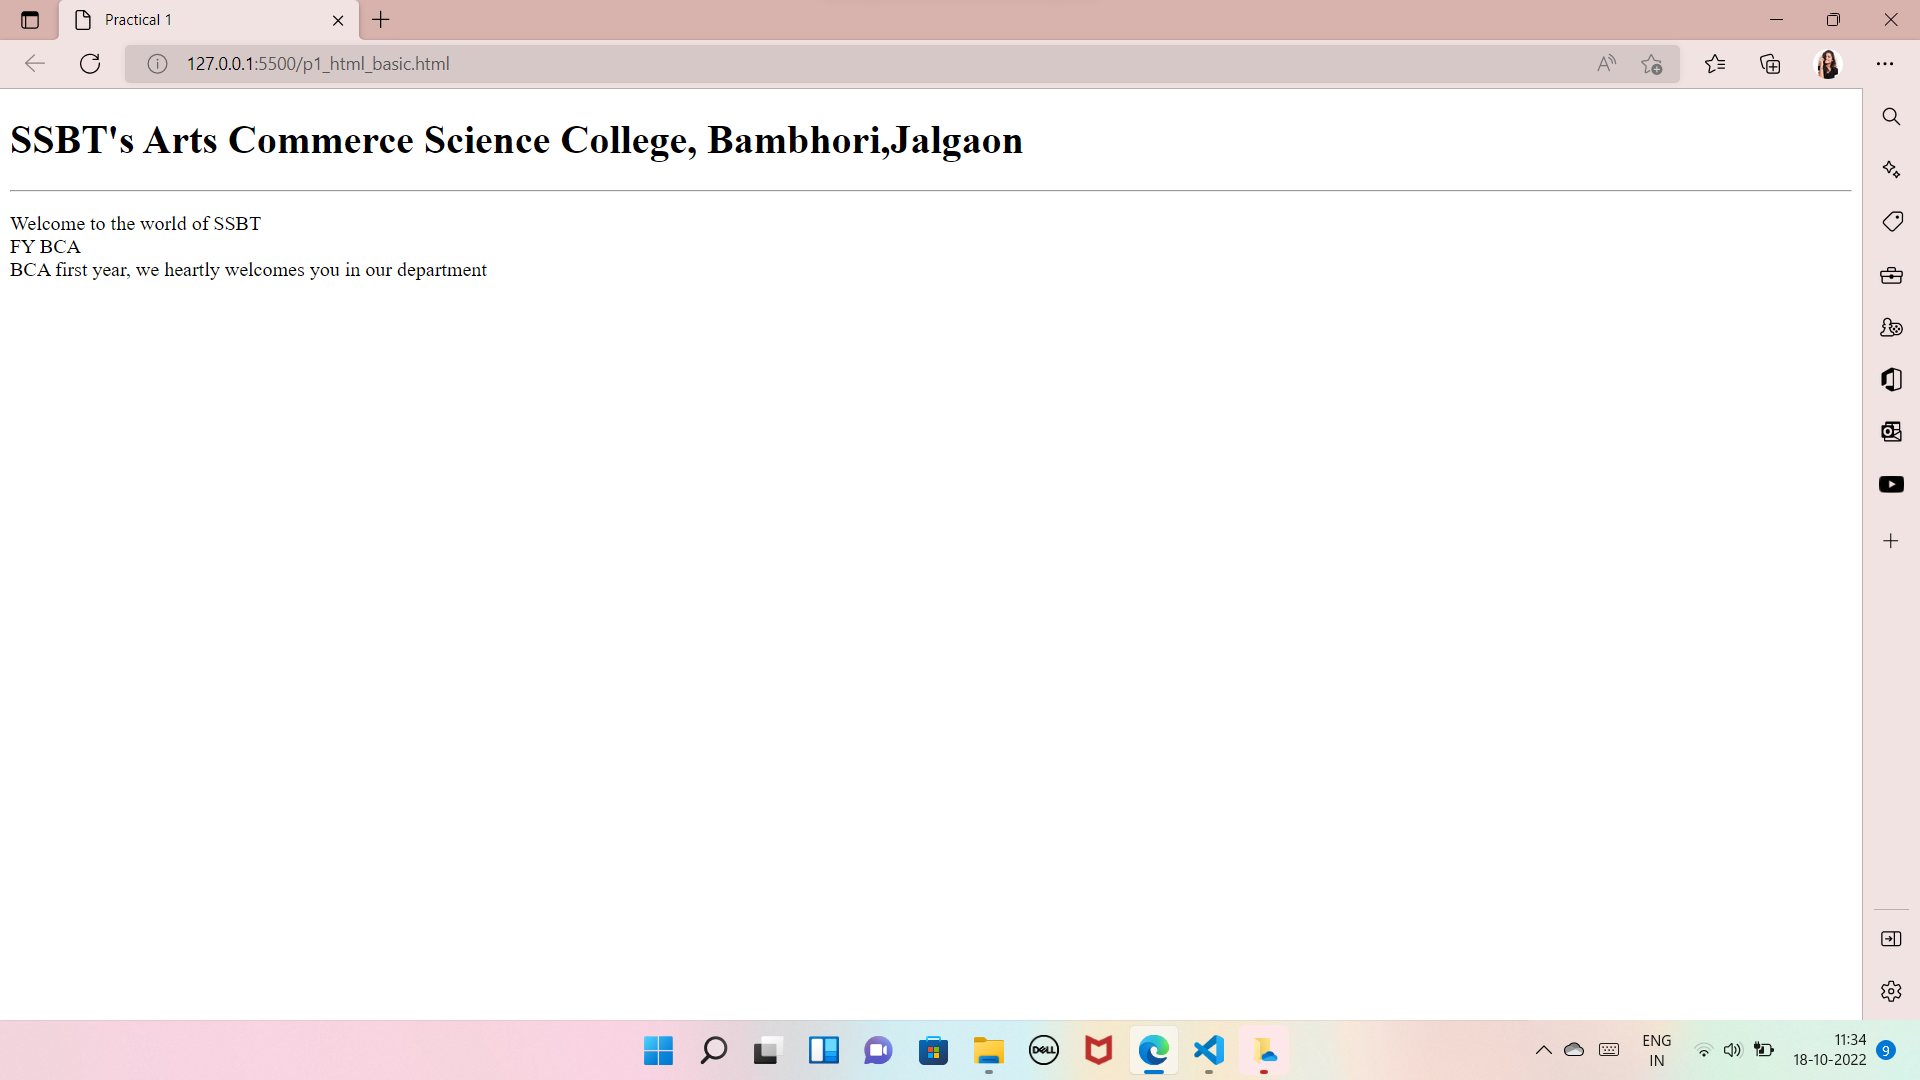 Practical 1
127.0.0.1:5500/p1_html_basic.html
SSBT's Arts Commerce Science College, Bambhori,Jalgaon
Welcome to the world of SSBT
FY BCA
BCA first year, we heartly welcomes you in our department
DELL
ENG
IN
11:34
18-10-2022
9